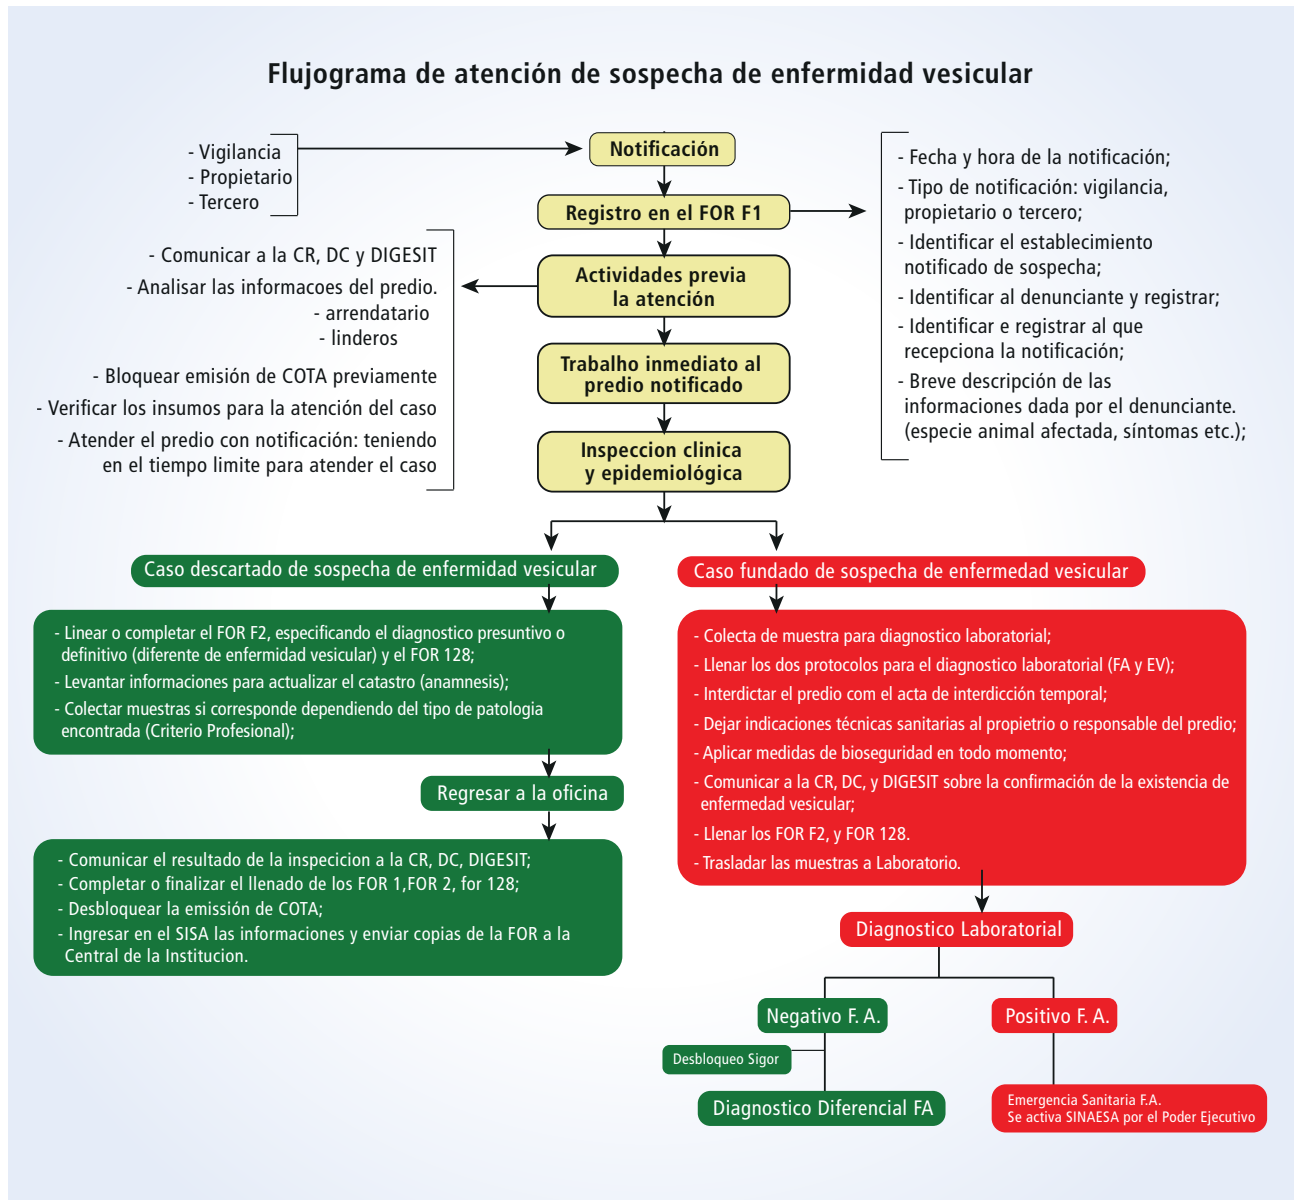 Flujograma de atención de sospecha de enfermidad vesicular
- Vigilancia
- Propietario
- Tercero
Notificación
Registro en el FOR F1
- Fecha y hora de la notificación;
- Tipo de notificación: vigilancia,
propietario o tercero;
- Identificar el establecimiento
notificado de sospecha;
- Identificar al denunciante y registrar;
- Identificar e registrar al que
recepciona la notificación;
- Breve descripción de las
informaciones dada por el denunciante.
(especie animal afectada, síntomas etc.);
Actividades previa
la atención
- Comunicar a la CR, DC y DIGESIT
- Analisar las informacoes del predio.
- arrendatario
- linderos
- Bloquear emisión de COTA previamente
- Verificar los insumos para la atención del caso
- Atender el predio con notificación: teniendo
en el tiempo limite para atender el caso
Trabalho inmediato al
predio notificado
Inspeccion clinica
y epidemiológica
Caso descartado de sospecha de enfermidad vesicular
- Linear o completar el FOR F2, especificando el diagnostico presuntivo o
definitivo (diferente de enfermidad vesicular) y el FOR 128;
- Levantar informaciones para actualizar el catastro (anamnesis);
- Colectar muestras si corresponde dependiendo del tipo de patologia
encontrada (Criterio Profesional);
Regresar a la oficina
- Comunicar el resultado de la inspecicion a la CR, DC, DIGESIT;
- Completar o finalizar el llenado de los FOR 1,FOR 2, for 128;
- Desbloquear la emissión de COTA;
- Ingresar en el SISA las informaciones y enviar copias de la FOR a la
Central de la Institucion.
Caso fundado de sospecha de enfermedad vesicular
- Colecta de muestra para diagnostico laboratorial;
- Llenar los dos protocolos para el diagnostico laboratorial (FA y EV);
- Interdictar el predio com el acta de interdicción temporal;
- Dejar indicaciones técnicas sanitarias al propietrio o responsable del predio;
- Aplicar medidas de bioseguridad en todo momento;
- Comunicar a la CR, DC, y DIGESIT sobre la confirmación de la existencia de
enfermedad vesicular;
- Llenar los FOR F2, y FOR 128.
- Trasladar las muestras a Laboratorio.
Diagnostico Laboratorial
Negativo F. A.
Positivo F. A.
Desbloqueo Sigor
Diagnostico Diferencial FA
Emergencia Sanitaria F.A.
Se activa SINAESA por el Poder Ejecutivo